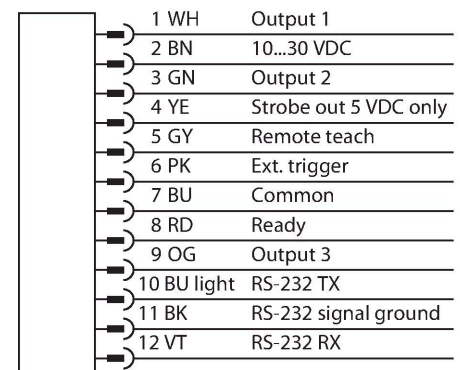 1 WH Output 1
2 BN 10...30 VDC
3 GN Output 2
4 YE Strobe out 5 VDC only
5 GY Remote teach
6 PK Ext. trigger
7 BU Common
8 RD Ready
9 OG Output 3
10 BU light RS-232 TX
11 BK RS-232 signal ground
12 VT RS-232 RX